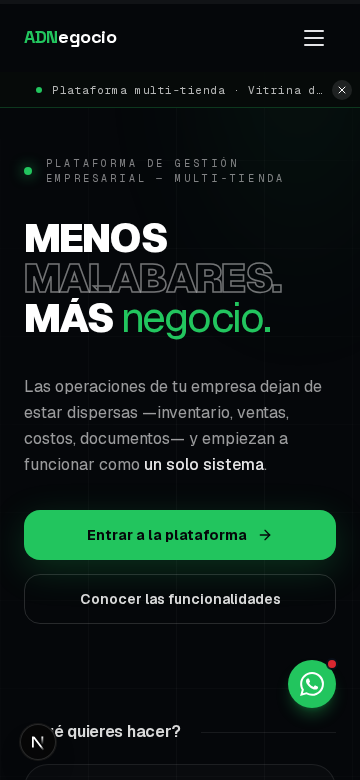 ADNegocio
Plataforma multi-tienda · Vitrina d…
PLATAFORMA DE GESTIÓN
EMPRESARIAL — MULTI-TIENDA
MENOS
MALABARES.
MÁS negocio.
Las operaciones de tu empresa dejan de
estar dispersas —inventario, ventas,
costos, documentos— y empiezan a
funcionar como un solo sistema.
Entrar a la plataforma →
Conocer las funcionalidades
quieres hacer?
N